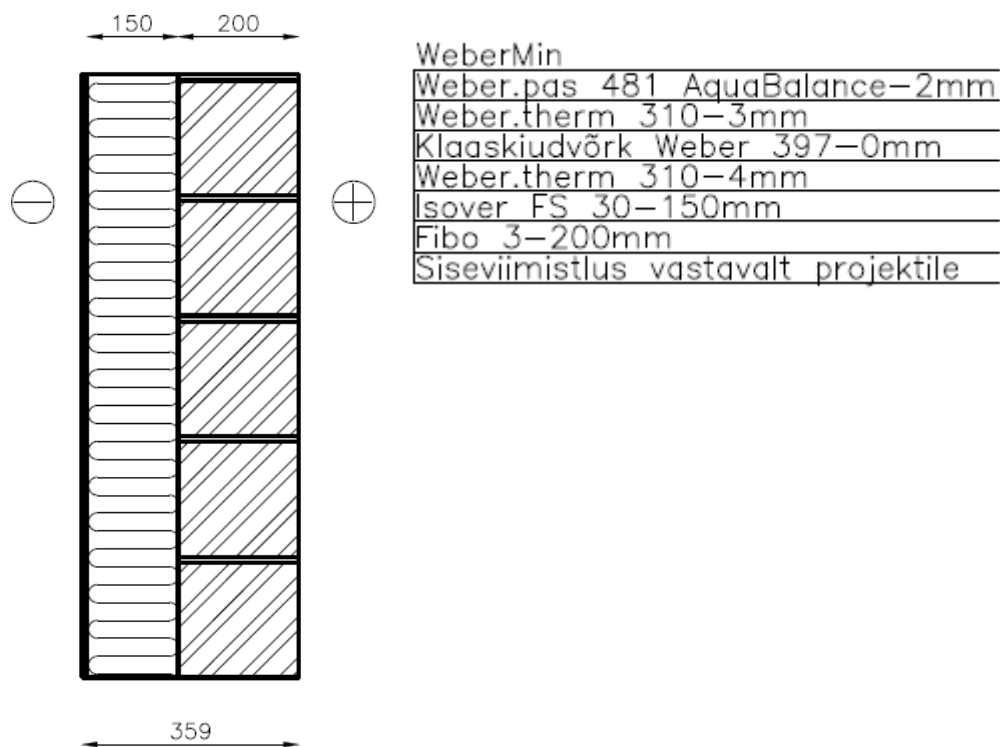 150 200
WeberMin
Weber.pas 481 AquaBalance-2mm
Weber.therm 310-3mm
Klaaskiudvõrk Weber 397-0mm
Weber.therm 310-4mm
Isover FS 30-150mm
Fibo 3-200mm
Siseviimistlus vastavalt projektile
359